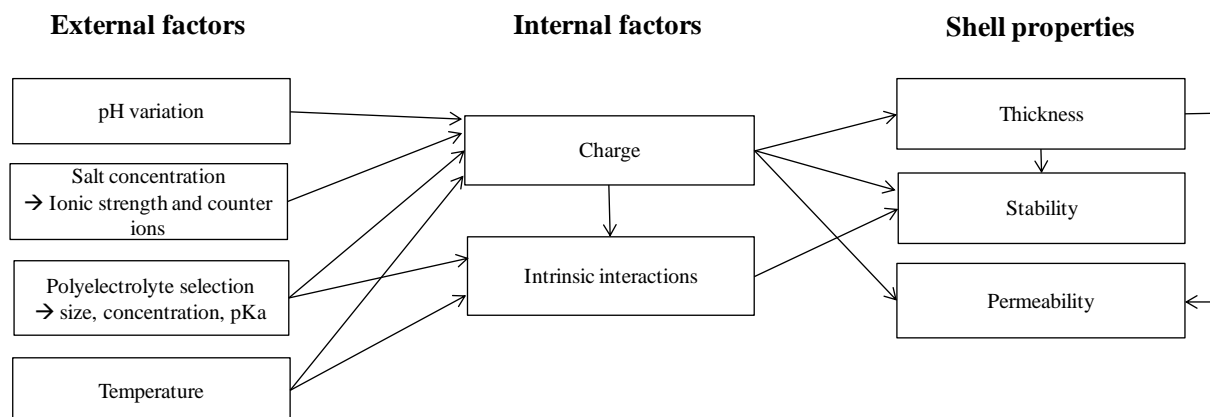 External factors
Internal factors
Shell properties
pH variation
Salt concentration
→ Ionic strength and counter
ions
Polyelectrolyte selection
→ size, concentration, pKa
Temperature
Charge
Intrinsic interactions
Thickness
Stability
Permeability